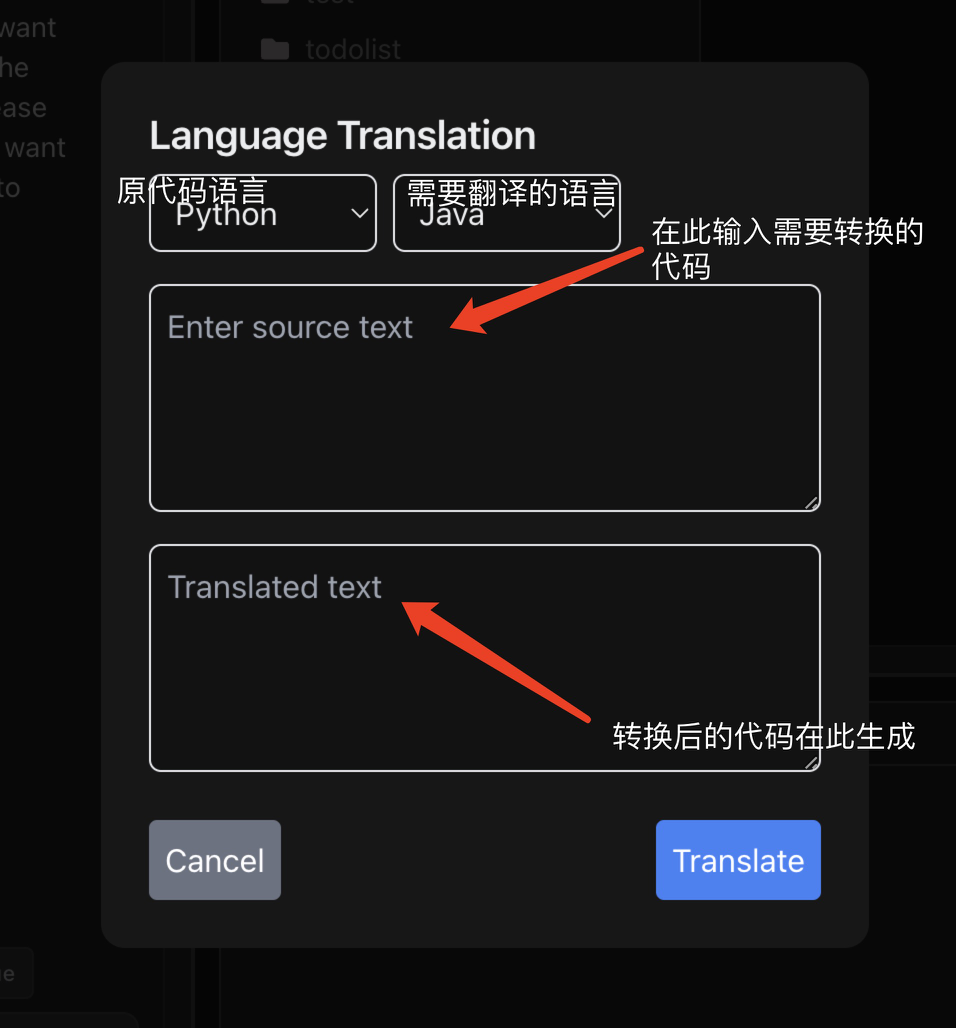 want
test
he
todolist
ease
want
to
Language Translation
原代码语言
需要翻译的语言
Python
Java
在此输入需要转换的
代码
Enter source text
Translated text
转换后的代码在此生成
Cancel
Translate